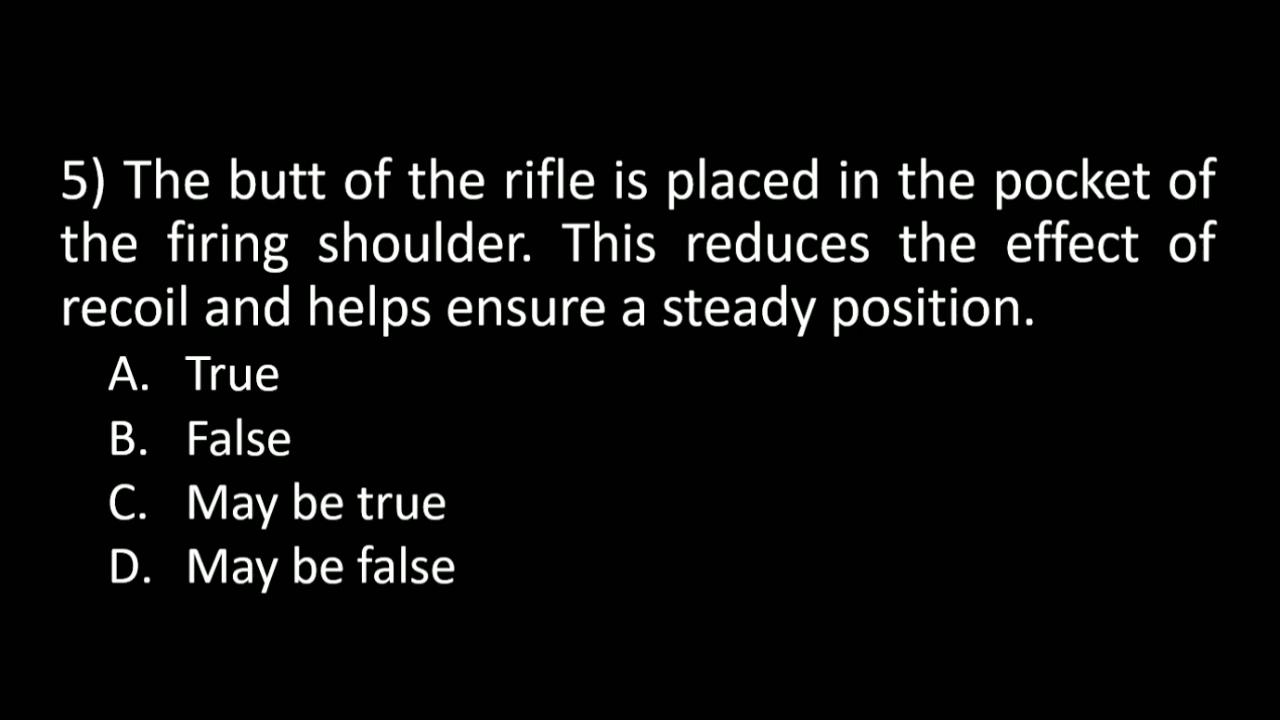 5) The butt of the rifle is placed in the pocket of
the firing shoulder. This reduces the effect of
recoil and helps ensure a steady position.
A. True
B. False
C. May be true
D. May be false